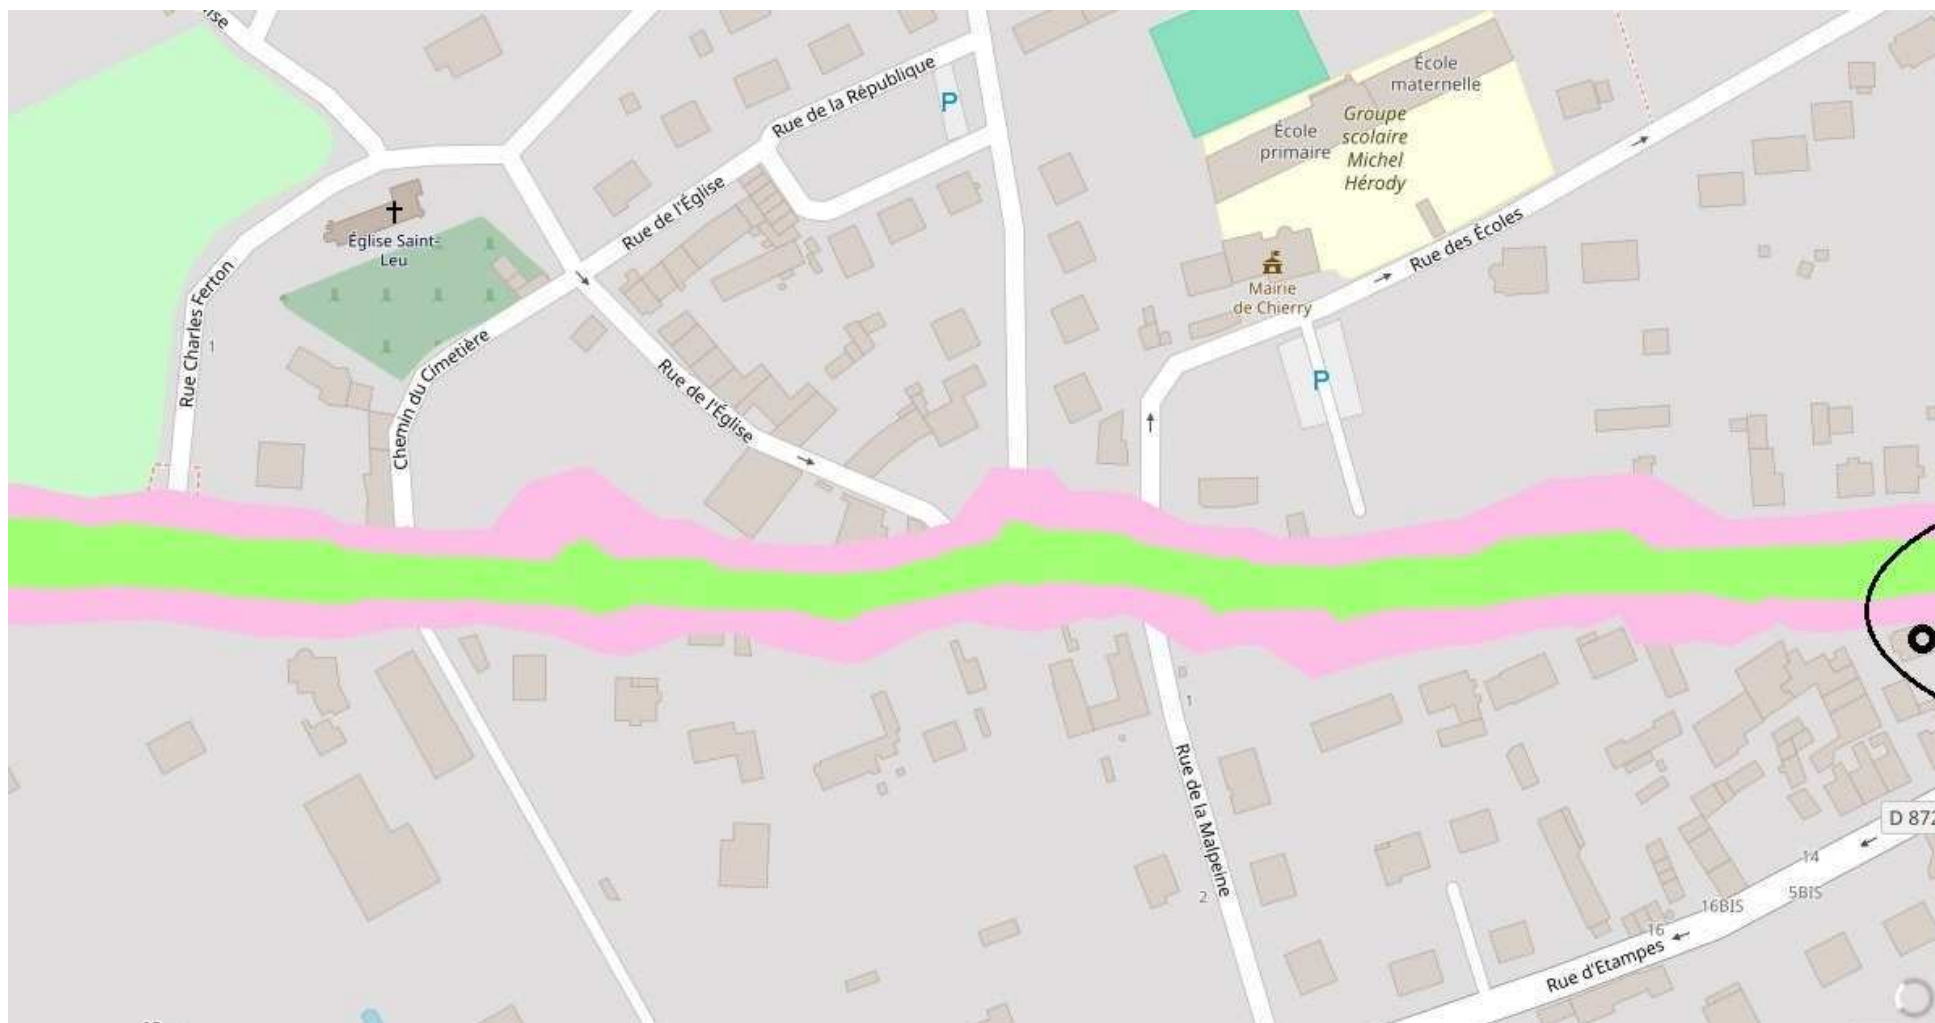 Rue de la République
P
École
maternelle
Groupe
scolaire
Michel
Hérody
École
primaire
Rue de l'Église
Église Saint-
Leu
Rue des Écoles
Mairie
de Chierry
Rue Charles Ferton
1
Chemin du Cimetière
Rue de l'Église
P
1
Rue de la Malpeine
D 872
14
5BIS
2
16BIS
16
Rue d'Etampes